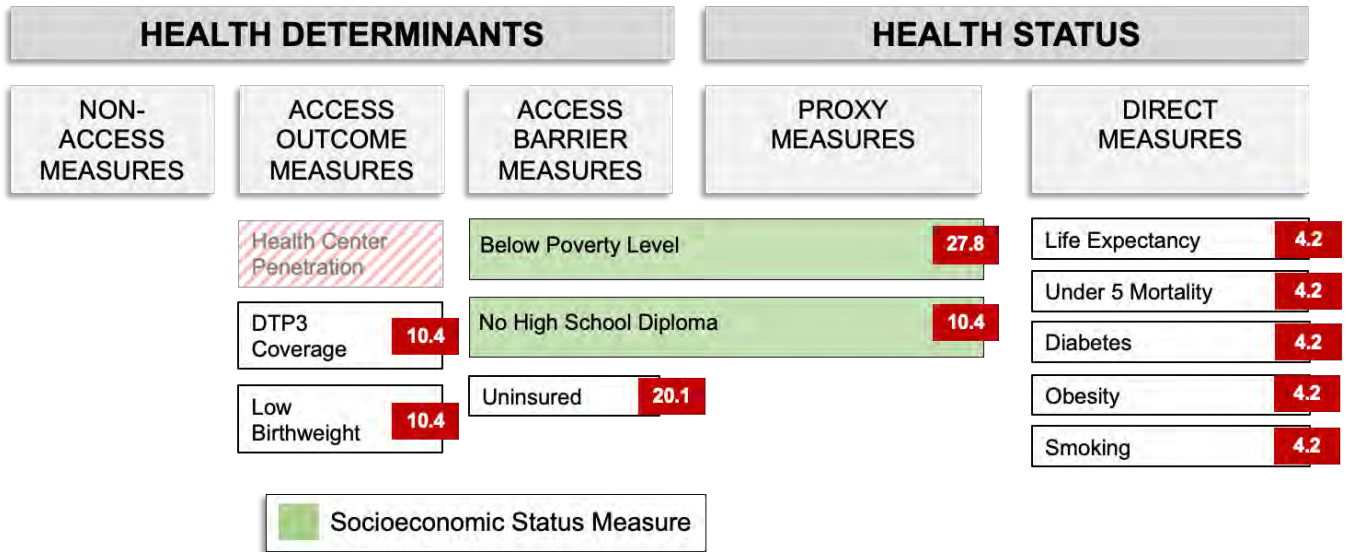 HEALTH DETERMINANTS
HEALTH STATUS
NON-
ACCESS
MEASURES
ACCESS
OUTCOME
MEASURES
ACCESS
BARRIER
MEASURES
PROXY
MEASURES
DIRECT
MEASURES
Health Center
Penetration
DTP3
Coverage
10.4
Low
Birthweight
10.4
Below Poverty Level
27.8
No High School Diploma
10.4
Uninsured
20.1
Life Expectancy
4.2
Under 5 Mortality
4.2
Diabetes
4.2
Obesity
4.2
Smoking
4.2
Socioeconomic Status Measure